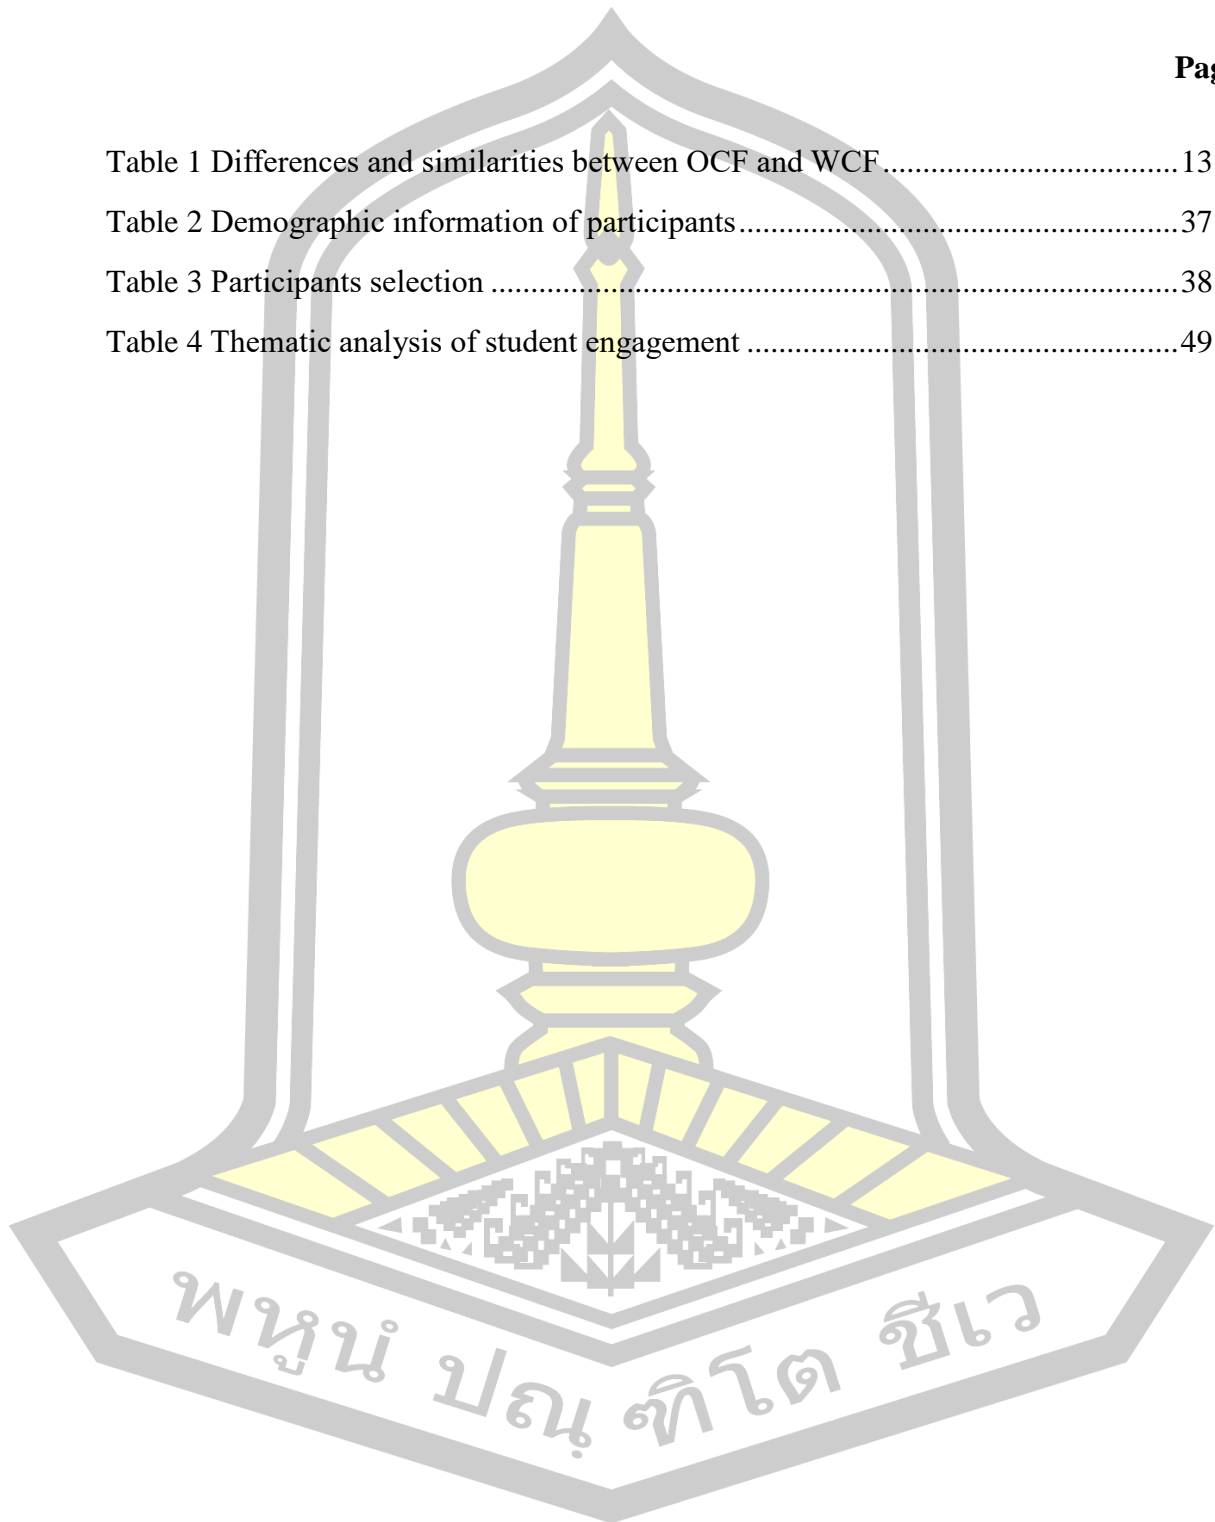 Pag
Table 1 Differences and similarities between OCF and WCF....................................13
Table 2 Demographic information of participants.....................................................37
Table 3 Participants selection ....................................................................................38
Table 4 Thematic analysis of student engagement ....................................................49
พหูนํ ปณฺ ฑิโต ชีเว